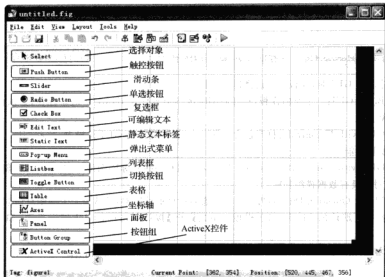 untitled.fig
File Edit View Layout Tools Help
Select 选择对象
Push Button 触控按钮
Slider 滑动条
Radio Button 单选按钮
Check Box 复选框
Edit Text 可编辑文本
Static Text 静态文本标签
Pop-up Menu 弹出式菜单
Listbox 列表框
Toggle Button 切换按钮
Table 表格
Axes 坐标轴
Panel 面板
Button Group 按钮组
ActiveX Control ActiveX控件
Tag: figure1 Current Point: [362, 354] Position: [520, 445, 467, 356]